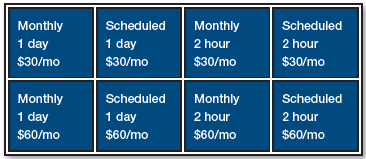 Monthly
1 day
$30/mo
Scheduled
1 day
$30/mo
Monthly
2 hour
$30/mo
Scheduled
2 hour
$30/mo
Monthly
1 day
$60/mo
Scheduled
1 day
$60/mo
Monthly
2 hour
$60/mo
Scheduled
2 hour
$60/mo